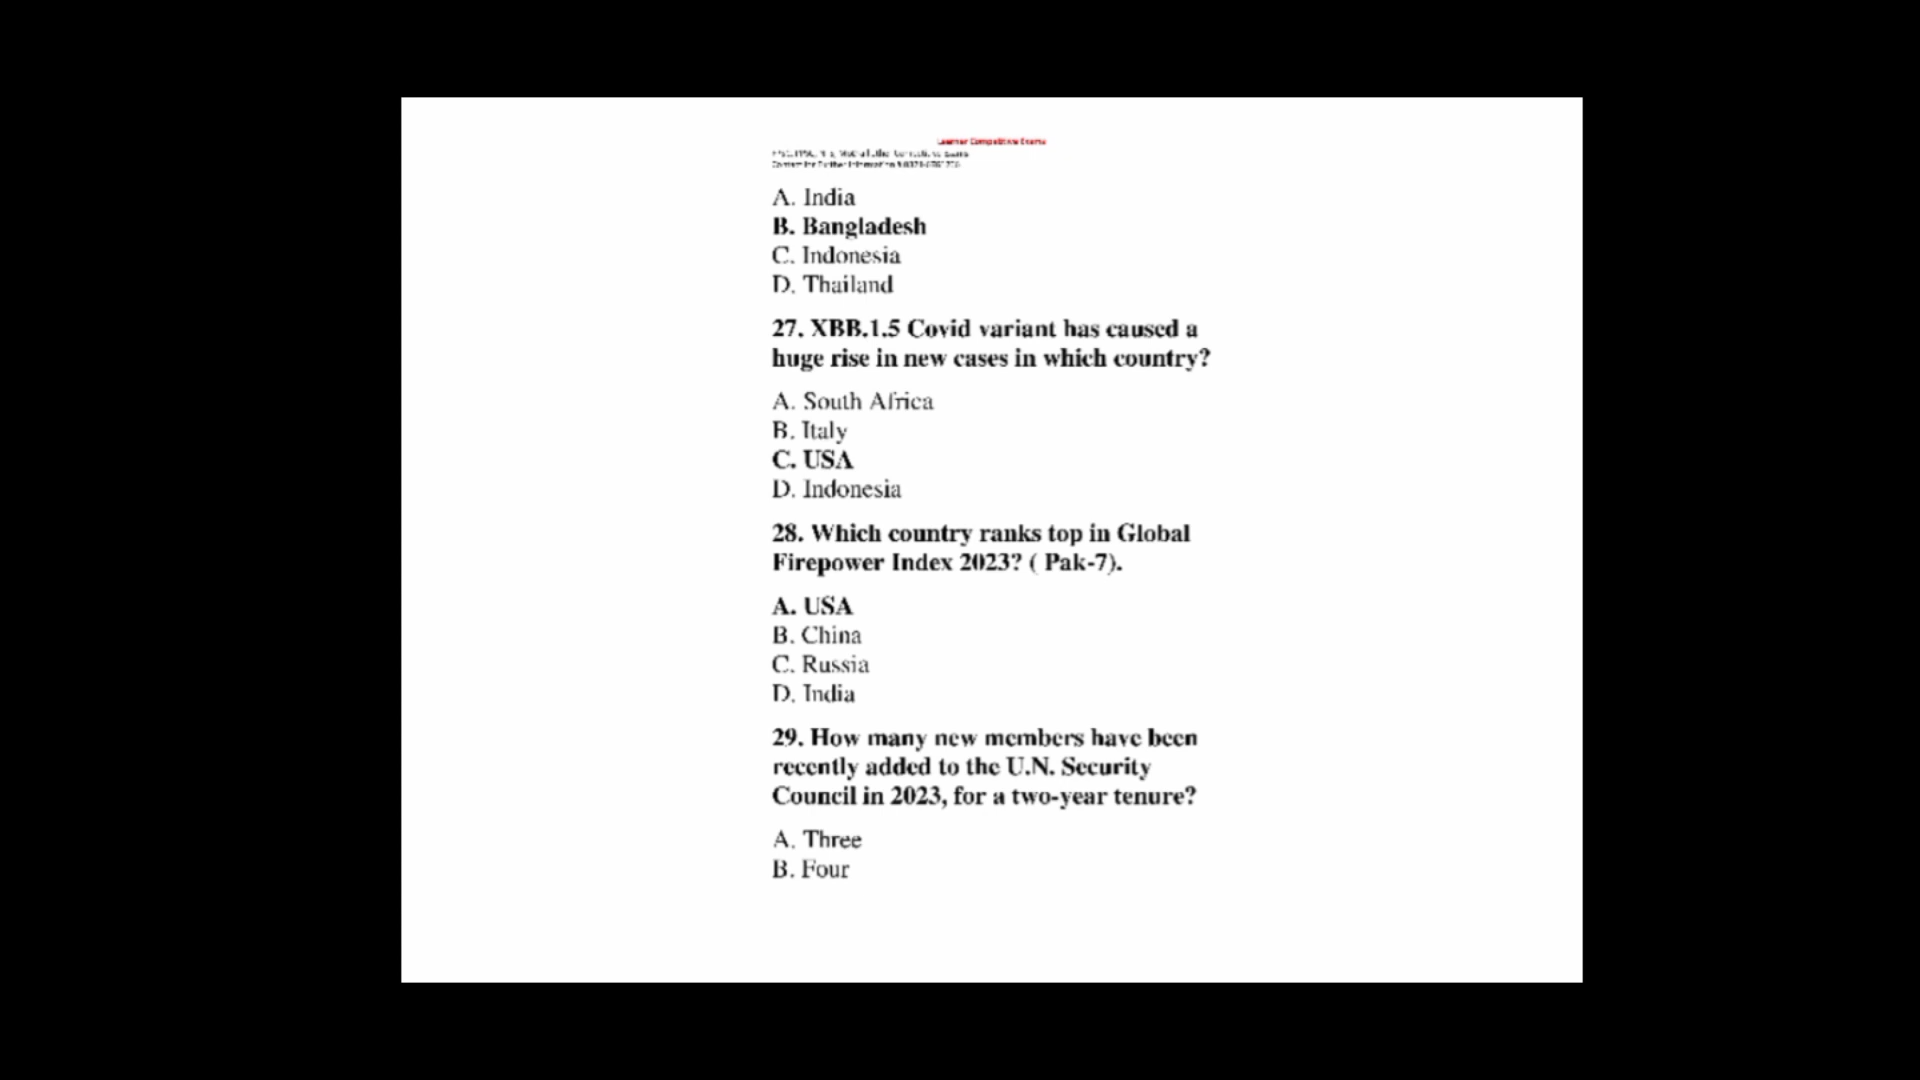 Learner Competitive Exams
A. India
B. Bangladesh
C. Indonesia
D. Thailand
27. XBB.1.5 Covid variant has caused a
huge rise in new cases in which country?
A. South Africa
B. Italy
C. USA
D. Indonesia
28. Which country ranks top in Global
Firepower Index 2023? ( Pak-7).
A. USA
B. China
C. Russia
D. India
29. How many new members have been
recently added to the U.N. Security
Council in 2023, for a two-year tenure?
A. Three
B. Four